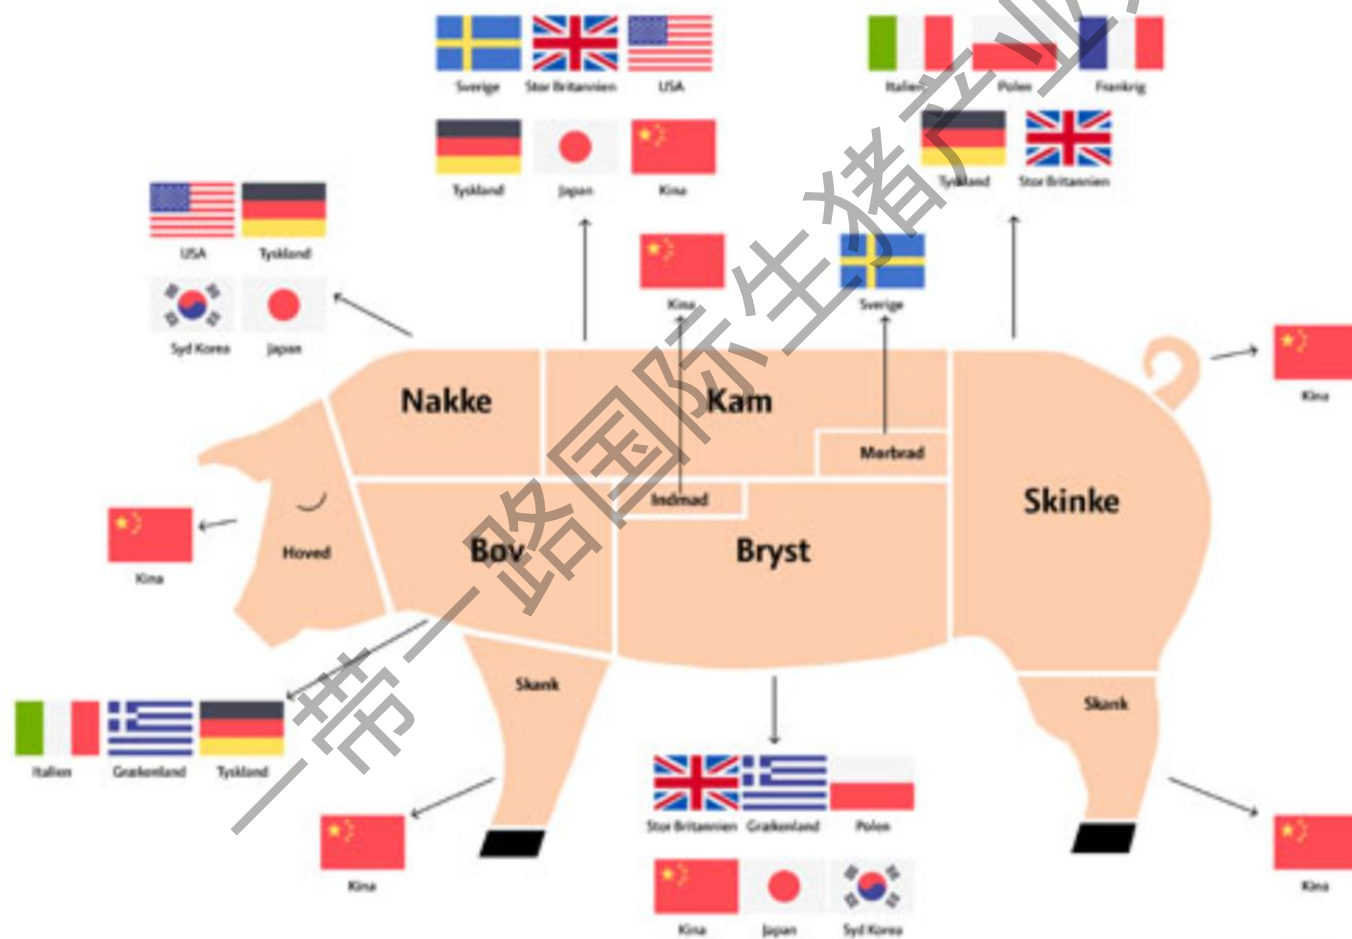 Sverige Stor Britannien USA
Italien Polen Frankrig
Tyskland Japan Kina
Tyskland Stor Britannien
USA Tyskland
Kina
Sverige
Syd Korea Japan
Kina
Nakke
Kam
Mørbrad
Indmad
Skinke
Hoved
Bov
Bryst
Kina
Skank
Skank
Italien Grækenland Tyskland
Stor Britannien Grækenland Polen
Kina
Kina
Kina Japan Syd Korea
一带一路国际生猪产业